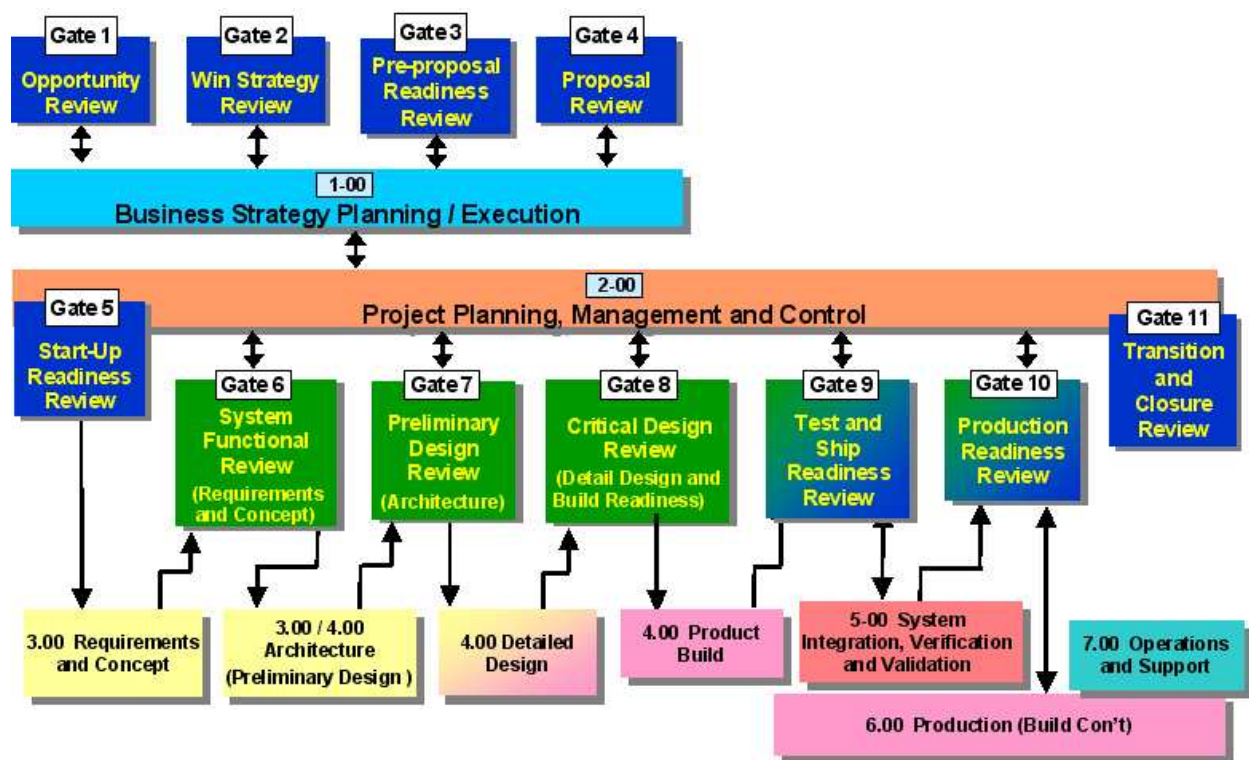 Gate 1
Opportunity
Review
Gate 2
Win Strategy
Review
Gate 3
Pre-proposal
Readiness
Review
Gate 4
Proposal
Review
1-00
Business Strategy Planning / Execution
2-00
Project Planning, Management and Control
Gate 5
Start-Up
Readiness
Review
Gate 6
System
Functional
Review
(Requirements
and Concept)
Gate 7
Preliminary
Design
Review
(Architecture)
Gate 8
Critical Design
Review
(Detail Design and
Build Readiness)
Gate 9
Test and
Ship
Readiness
Review
Gate 10
Production
Readiness
Review
Gate 11
Transition
and
Closure
Review
3.00 Requirements
and Concept
3.00 / 4.00
Architecture
(Preliminary Design )
4.00 Detailed
Design
4.00 Product
Build
5-00 System
Integration, Verification
and Validation
7.00 Operations
and Support
6.00 Production (Build Con't)